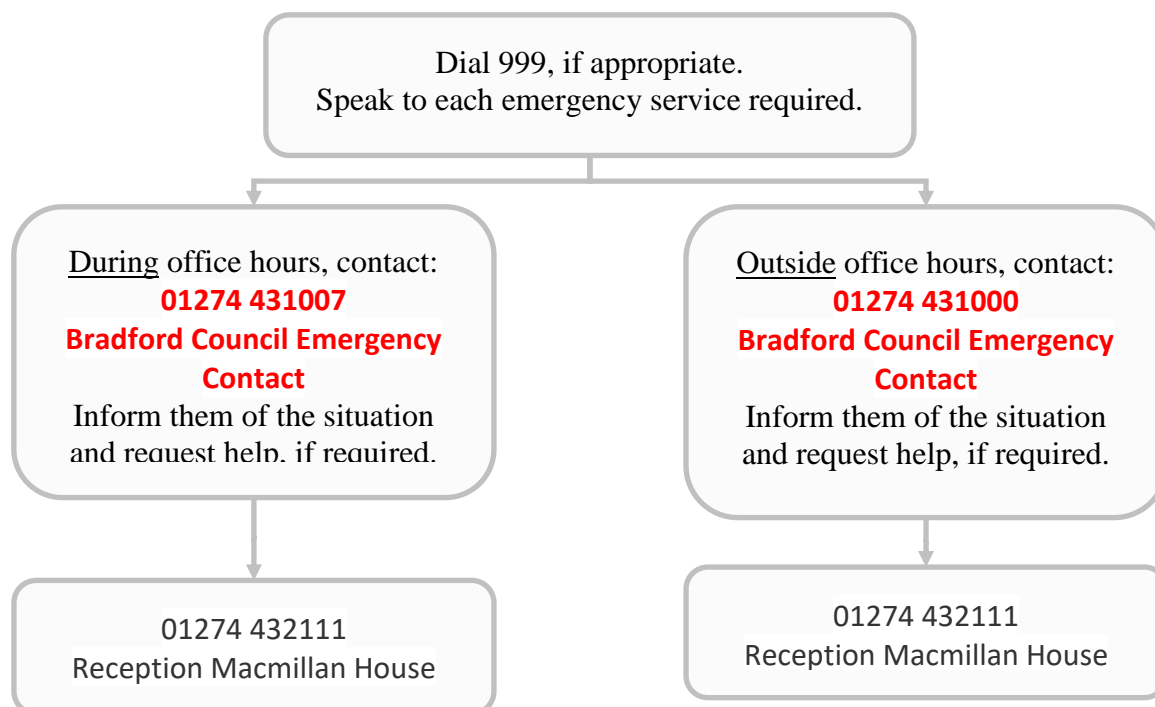 Dial 999, if appropriate.
Speak to each emergency service required.
During office hours, contact:
01274 431007
Bradford Council Emergency
Contact
Inform them of the situation
and request help, if required.
Outside office hours, contact:
01274 431000
Bradford Council Emergency
Contact
Inform them of the situation
and request help, if required.
01274 432111
Reception Macmillan House
01274 432111
Reception Macmillan House